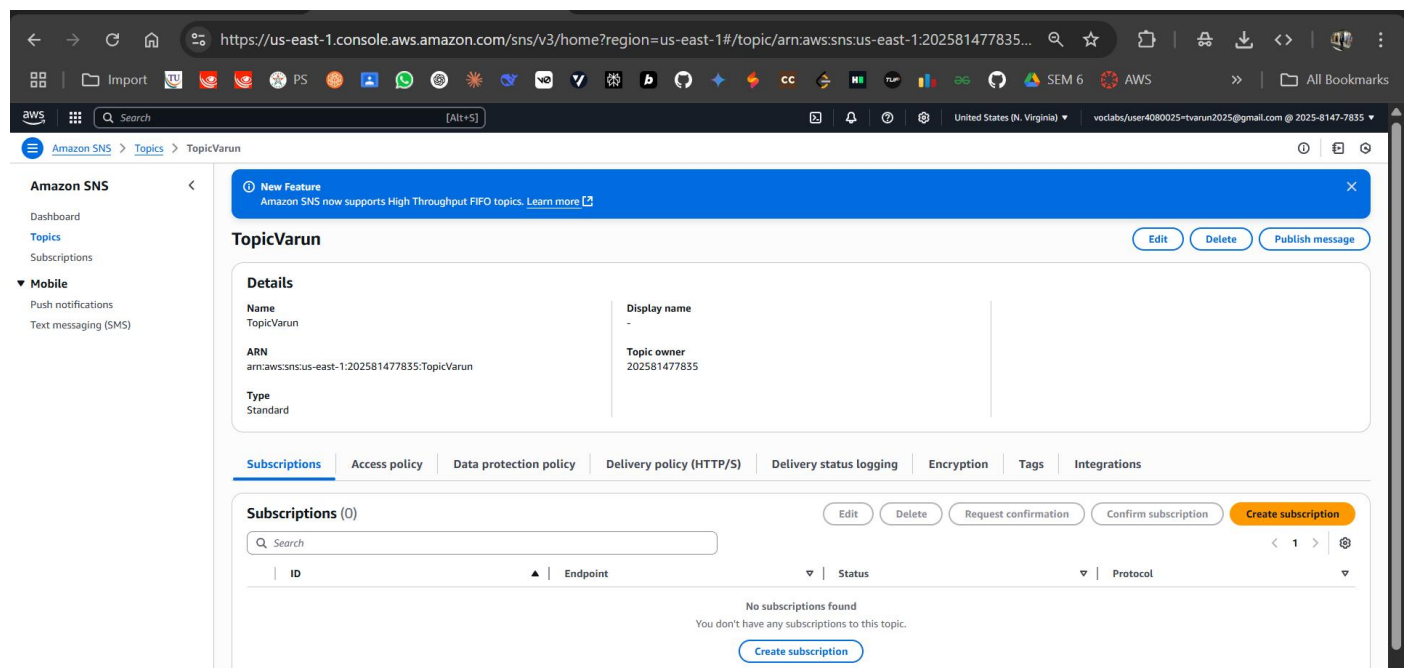 https://us-east-1.console.aws.amazon.com/sns/v3/home?region=us-east-1#/topic/arn:aws:sns:us-east-1:202581477835...
Import TU PS CC H TUF SEM 6 AWS » All Bookmarks
aws Search [Alt+S] United States (N. Virginia) voclabs/user4080025=tvarun2025@gmail.com @ 2025-8147-7835
Amazon SNS > Topics > TopicVarun
Amazon SNS
Dashboard
Topics
Subscriptions
Mobile
Push notifications
Text messaging (SMS)
New Feature
Amazon SNS now supports High Throughput FIFO topics. Learn more
TopicVarun
Edit Delete Publish message
Details
Name
TopicVarun
ARN
arn:aws:sns:us-east-1:202581477835:TopicVarun
Type
Standard
Display name
-
Topic owner
202581477835
Subscriptions Access policy Data protection policy Delivery policy (HTTP/S) Delivery status logging Encryption Tags Integrations
Subscriptions (0)
Edit Delete Request confirmation Confirm subscription Create subscription
Search
< 1 >
ID Endpoint Status Protocol
No subscriptions found
You don't have any subscriptions to this topic.
Create subscription